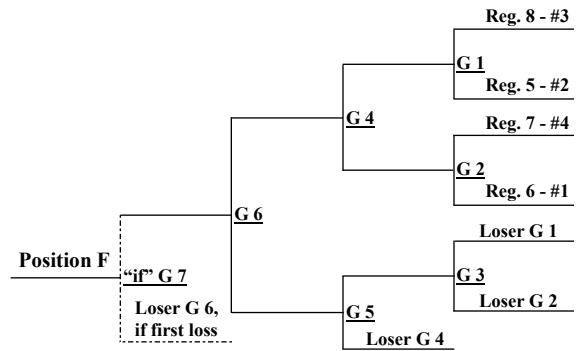 Reg. 8 - #3
G 1
Reg. 5 - #2
G 4
Reg. 7 - #4
G 2
Reg. 6 - #1
G 6
Loser G 1
Position F
"if" G 7
G 3
Loser G 6,
if first loss
G 5
Loser G 2
Loser G 4